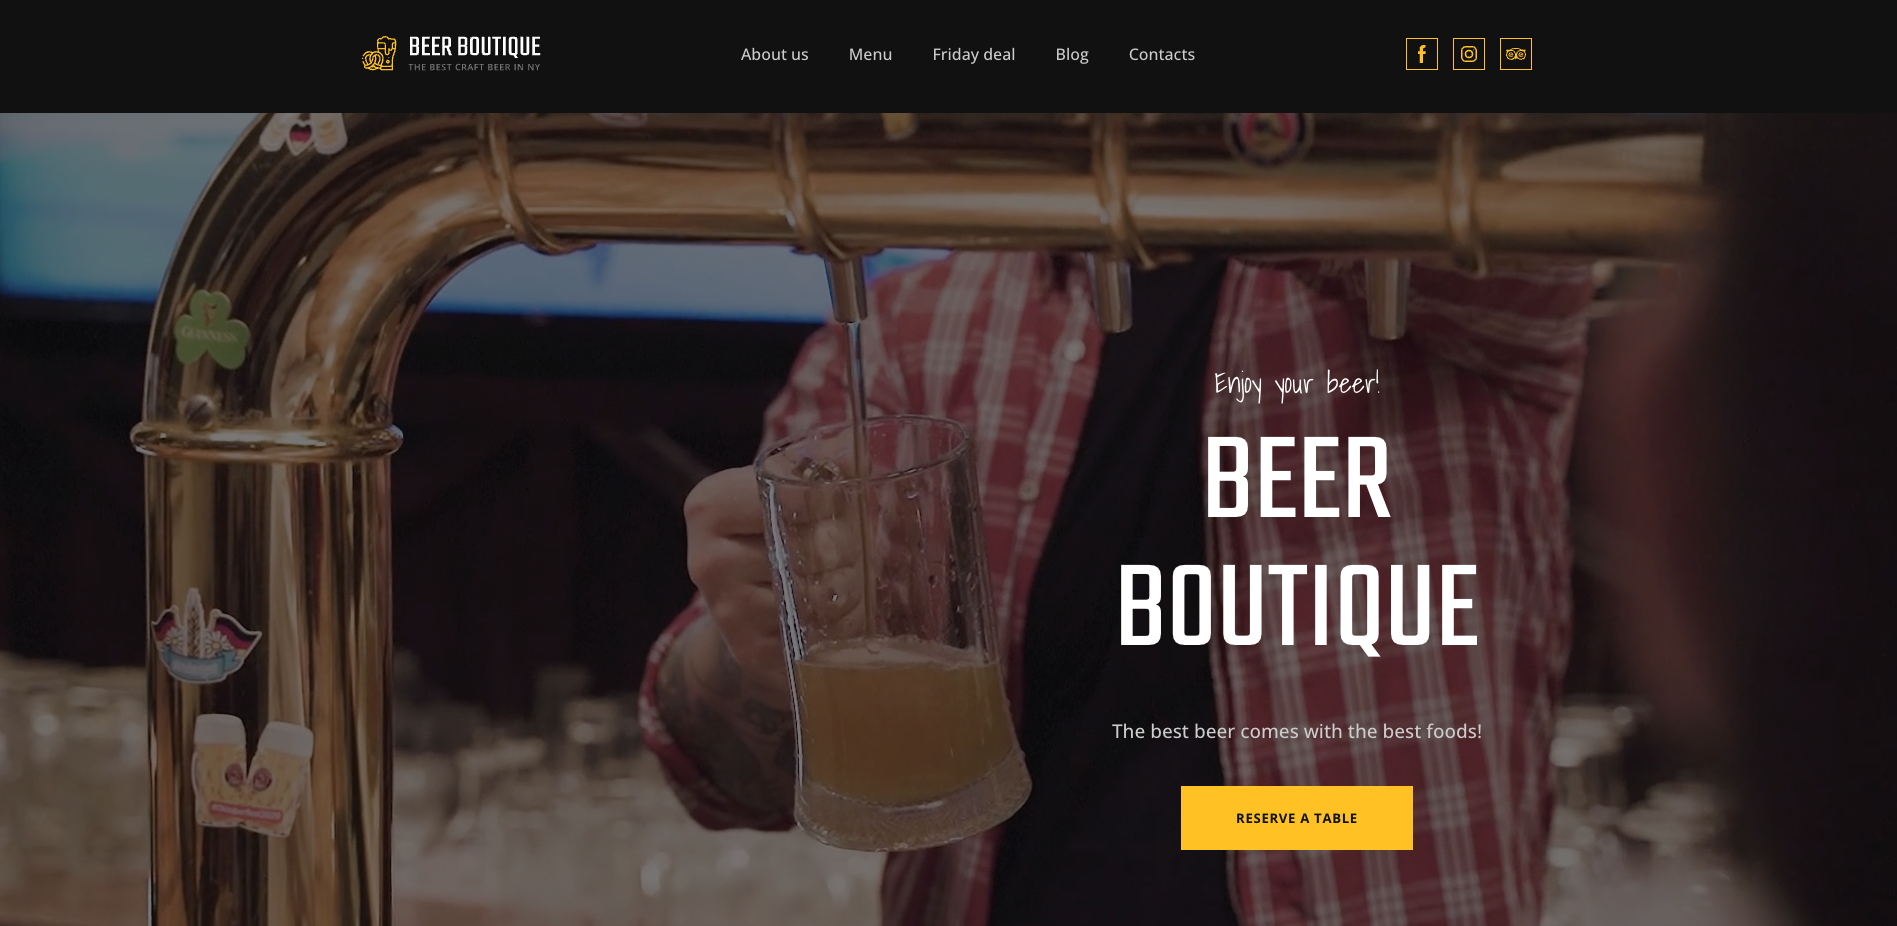 BEER BOUTIQUE
THE BEST CRAFT BEER IN NY
About us
Menu
Friday deal
Blog
Contacts
GUINNESS
Enjoy your beer!
BEER
BOUTIQUE
The best beer comes with the best foods!
RESERVE A TABLE